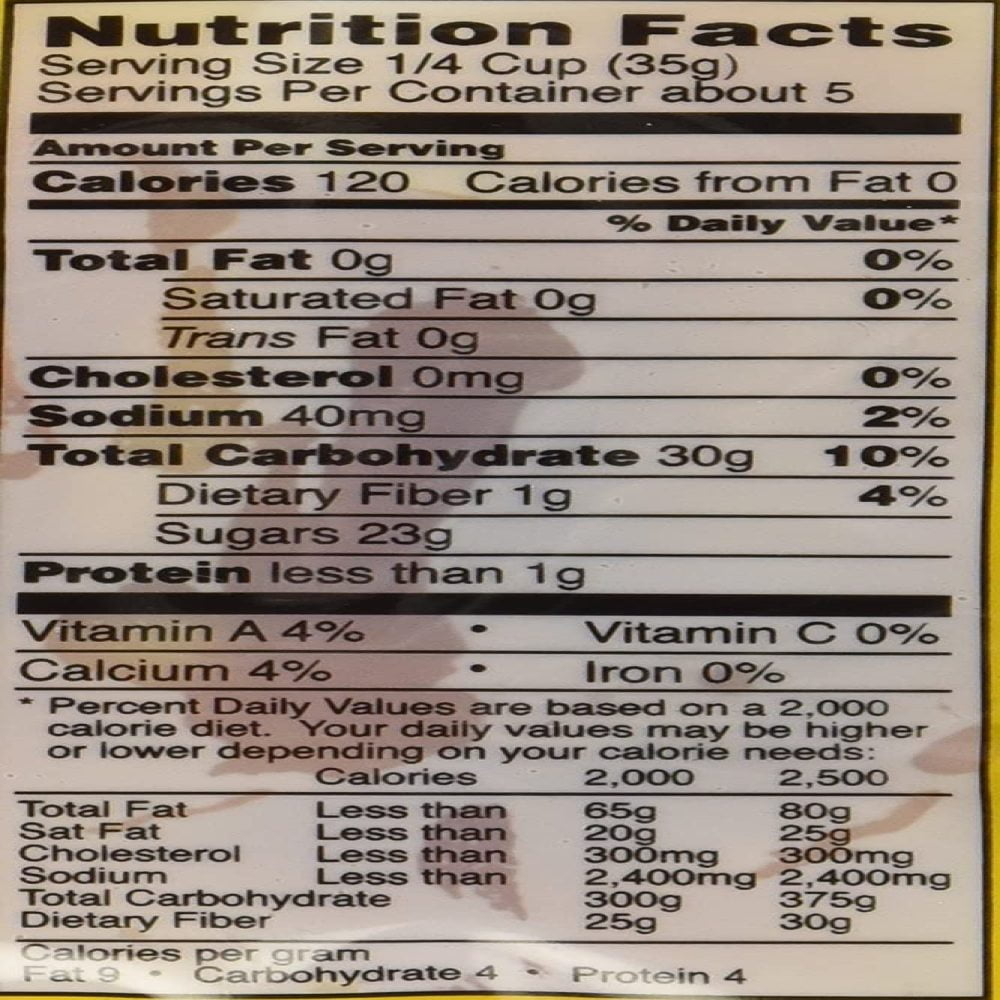 Nutrition Facts
Serving Size 1/4 Cup (35g)
Servings Per Container about 5
Amount Per Serving
Calories 120 Calories from Fat 0
% Daily Value*
Total Fat 0g 0%
Saturated Fat 0g 0%
Trans Fat 0g
Cholesterol 0mg 0%
Sodium 40mg 2%
Total Carbohydrate 30g 10%
Dietary Fiber 1g 4%
Sugars 23g
Protein less than 1g
Vitamin A 4% • Vitamin C 0%
Calcium 4% • Iron 0%
* Percent Daily Values are based on a 2,000
calorie diet. Your daily values may be higher
or lower depending on your calorie needs:
Calories 2,000 2,500
Total Fat Less than 65g 80g
Sat Fat Less than 20g 25g
Cholesterol Less than 300mg 300mg
Sodium Less than 2,400mg 2,400mg
Total Carbohydrate 300g 375g
Dietary Fiber 25g 30g
Calories per gram
Fat 9 • Carbohydrate 4 • Protein 4